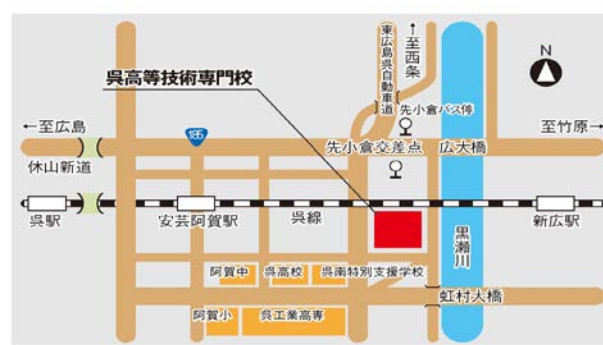 東広島呉自動車道
至西条
N
呉高等技術専門校
先小倉バス停
←至広島
185
先小倉交差点
広大橋
至竹原→
休山新道
呉駅
安芸阿賀駅
呉線
新広駅
黒瀬川
阿賀中
呉高校
呉南特別支援学校
虹村大橋
阿賀小
呉工業高専